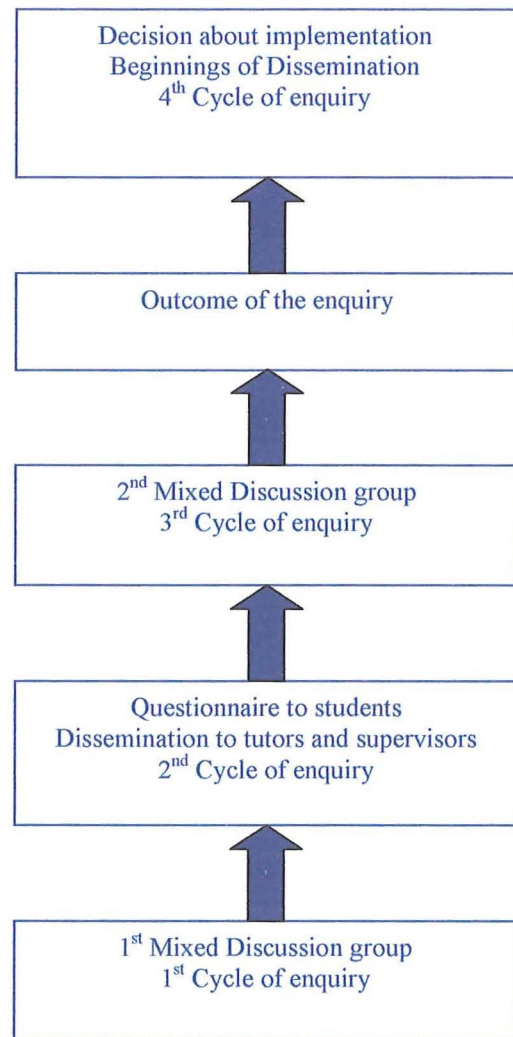 Decision about implementation
Beginnings of Dissemination
4th Cycle of enquiry
Outcome of the enquiry
2nd Mixed Discussion group
3rd Cycle of enquiry
Questionnaire to students
Dissemination to tutors and supervisors
2nd Cycle of enquiry
1st Mixed Discussion group
1st Cycle of enquiry